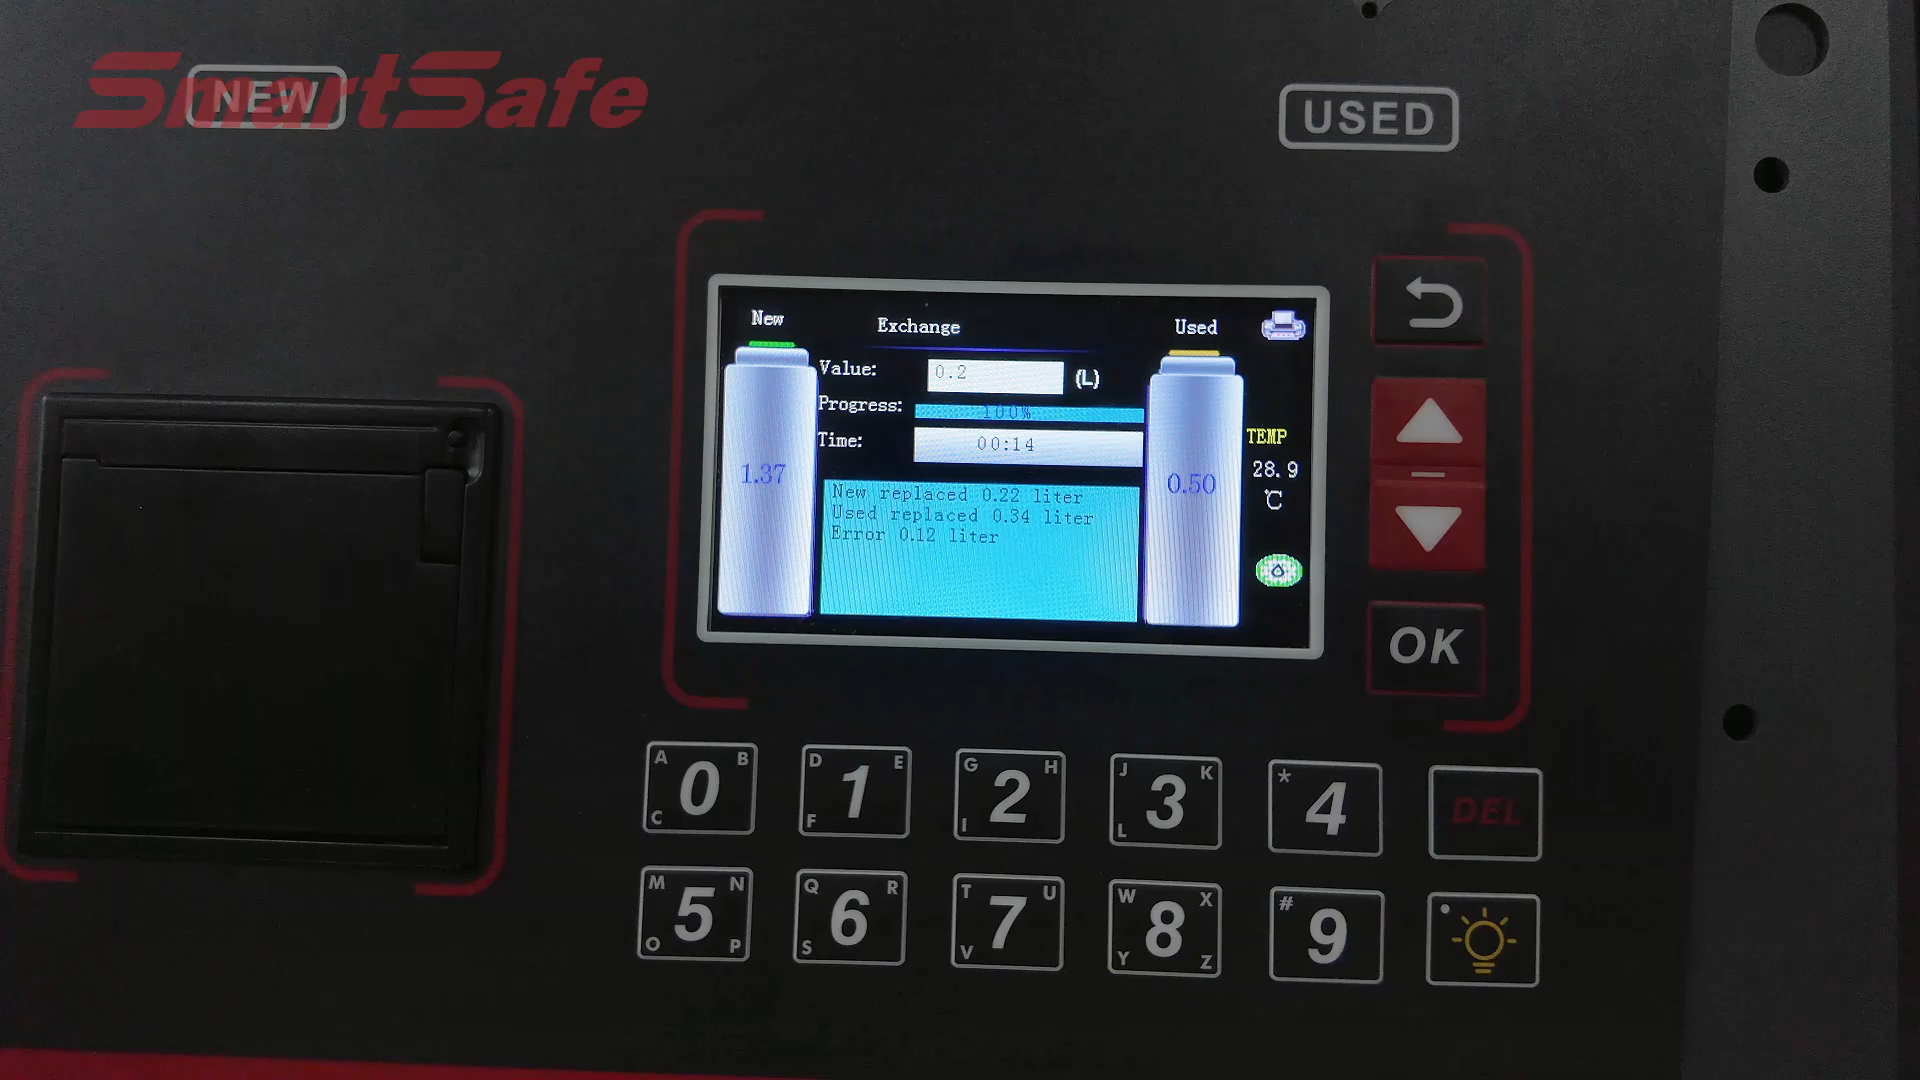 SmartSafe
NEW
USED
New
Exchange
Used
Value:
0.2
(L)
Progress:
100%
Time:
00:14
1.37
0.50
TEMP
28.9
℃
New replaced 0.22 liter
Used replaced 0.34 liter
Error 0.12 liter
OK
A B
0
C
D E
1
F
G H
2
I
J K
3
L
*
4
DEL
M N
5
O P
Q R
6
S
T U
7
V
W X
8
Y Z
#
9